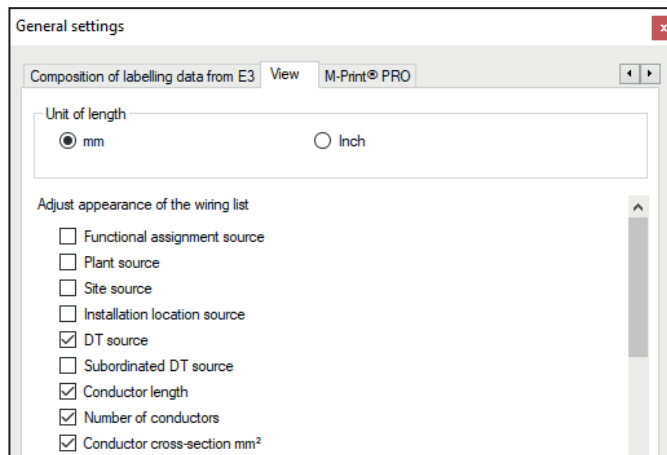 General settings
x
Composition of labelling data from E3 View M-Print® PRO
Unit of length
mm Inch
Adjust appearance of the wiring list
Functional assignment source
Plant source
Site source
Installation location source
DT source
Subordinated DT source
Conductor length
Number of conductors
Conductor cross-section mm²